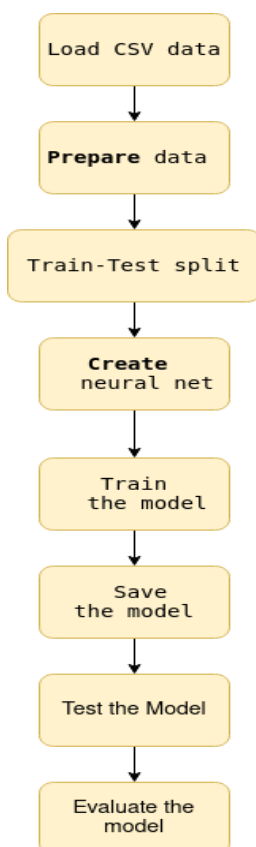 Load CSV data
Prepare data
Train-Test split
Create
neural net
Train
the model
Save
the model
Test the Model
Evaluate the
model